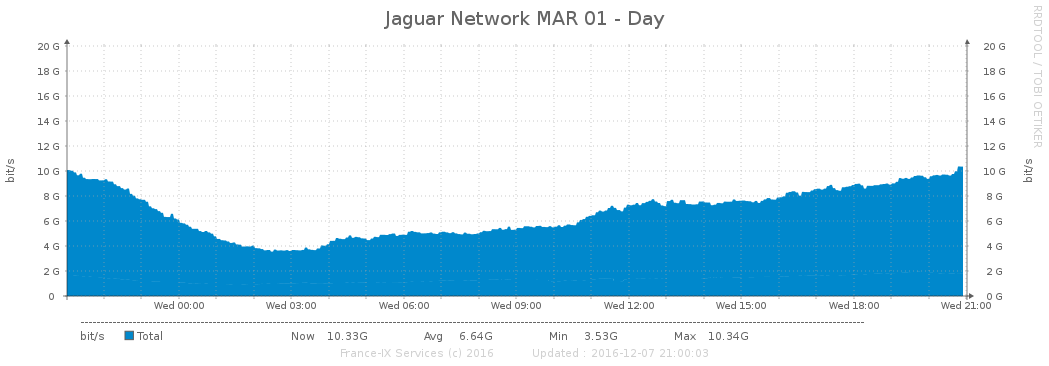 Jaguar Network MAR 01 - Day
RRDTOOL / TOBI OETIKER
20 G 20 G
18 G 18 G
16 G 16 G
14 G 14 G
12 G 12 G
10 G 10 G
8 G 8 G
6 G 6 G
4 G 4 G
2 G 2 G
0 0 G
bit/s
bit/s
Wed 00:00 Wed 03:00 Wed 06:00 Wed 09:00 Wed 12:00 Wed 15:00 Wed 18:00 Wed 21:00
bit/s Total Now 10.33G Avg 6.64G Min 3.53G Max 10.34G
France-IX Services (c) 2016 Updated : 2016-12-07 21:00:03